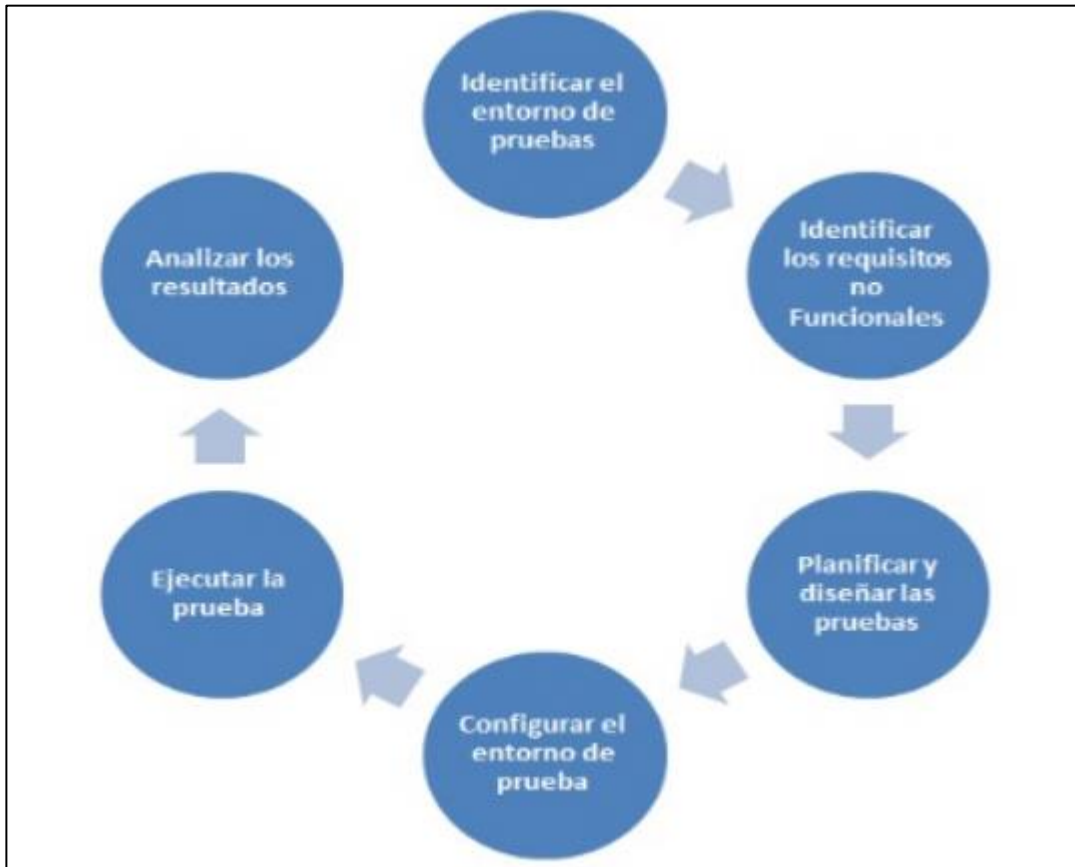 Identificar el
entorno de
pruebas
Identificar
los requisitos
no
Funcionales
Planificar y
diseñar las
pruebas
Configurar el
entorno de
prueba
Ejecutar la
prueba
Analizar los
resultados